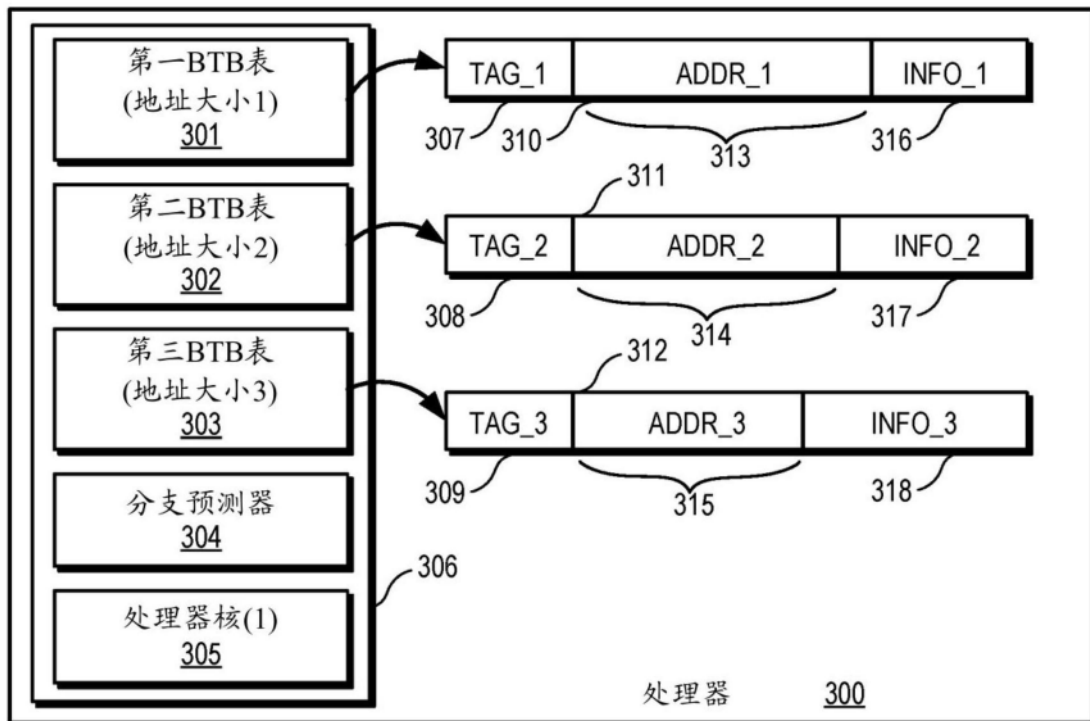 第一BTB表
(地址大小1)
301
第二BTB表
(地址大小2)
302
第三BTB表
(地址大小3)
303
分支预测器
304
处理器核(1)
305
306
TAG_1 ADDR_1 INFO_1
307 310 313 316
311
TAG_2 ADDR_2 INFO_2
308 314 317
312
TAG_3 ADDR_3 INFO_3
309 315 318
处理器 300